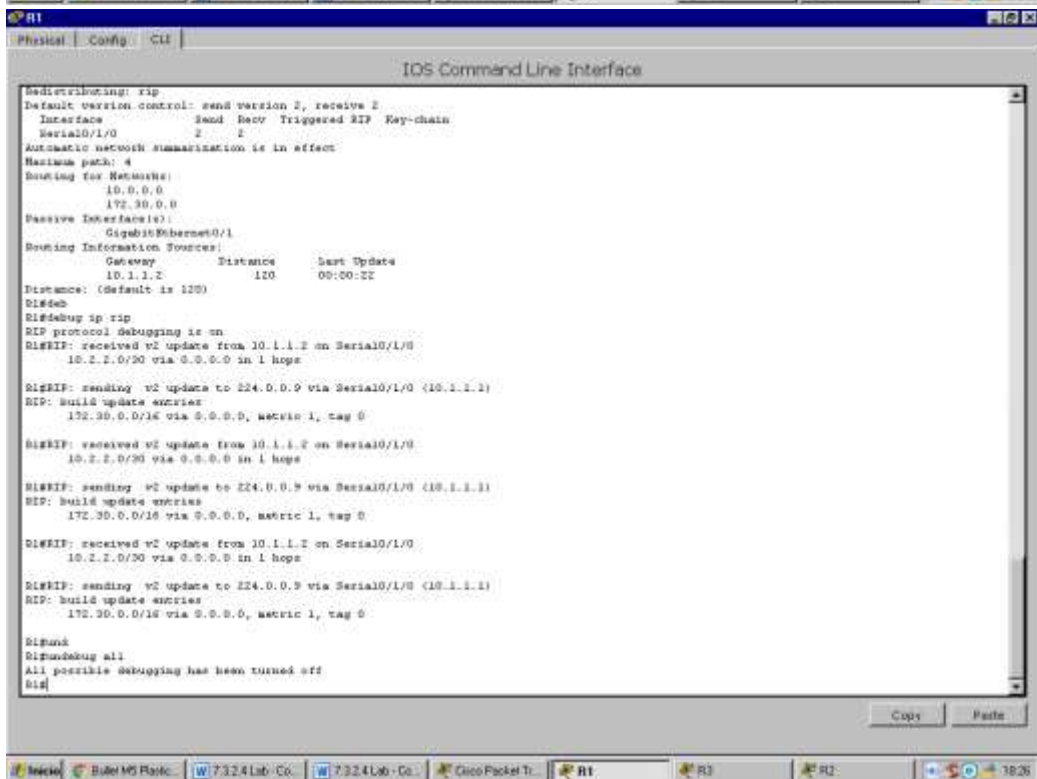 R1
Physical Config CLI
IOS Command Line Interface
Redistributing: rip
Default version control: send version 2, receive 2
Interface Send Recv Triggered RIP Key-chain
Serial0/1/0 2 2
Automatic network summarization is in effect
Maximum path: 4
Routing for Networks:
10.0.0.0
172.30.0.0
Passive Interface(s):
GigabitEthernet0/1
Routing Information Sources:
Gateway Distance Last Update
10.1.1.2 120 00:00:22
Distance: (default is 120)
R1#deb
R1#debug ip rip
RIP protocol debugging is on
R1#RIP: received v2 update from 10.1.1.2 on Serial0/1/0
10.2.2.0/30 via 0.0.0.0 in 1 hops
R1#RIP: sending v2 update to 224.0.0.9 via Serial0/1/0 (10.1.1.1)
RIP: build update entries
172.30.0.0/16 via 0.0.0.0, metric 1, tag 0
R1#RIP: received v2 update from 10.1.1.2 on Serial0/1/0
10.2.2.0/30 via 0.0.0.0 in 1 hops
R1#RIP: sending v2 update to 224.0.0.9 via Serial0/1/0 (10.1.1.1)
RIP: build update entries
172.30.0.0/16 via 0.0.0.0, metric 1, tag 0
R1#RIP: received v2 update from 10.1.1.2 on Serial0/1/0
10.2.2.0/30 via 0.0.0.0 in 1 hops
R1#RIP: sending v2 update to 224.0.0.9 via Serial0/1/0 (10.1.1.1)
RIP: build update entries
172.30.0.0/16 via 0.0.0.0, metric 1, tag 0
R1#und
R1#undebug all
All possible debugging has been turned off
R1#
Copy Paste
Inicio Bullet M5 Plastic... 7.3.2.4 Lab - Co... 7.3.2.4 Lab - Co... Cisco Packet Tr... R1 R3 R2 18:26